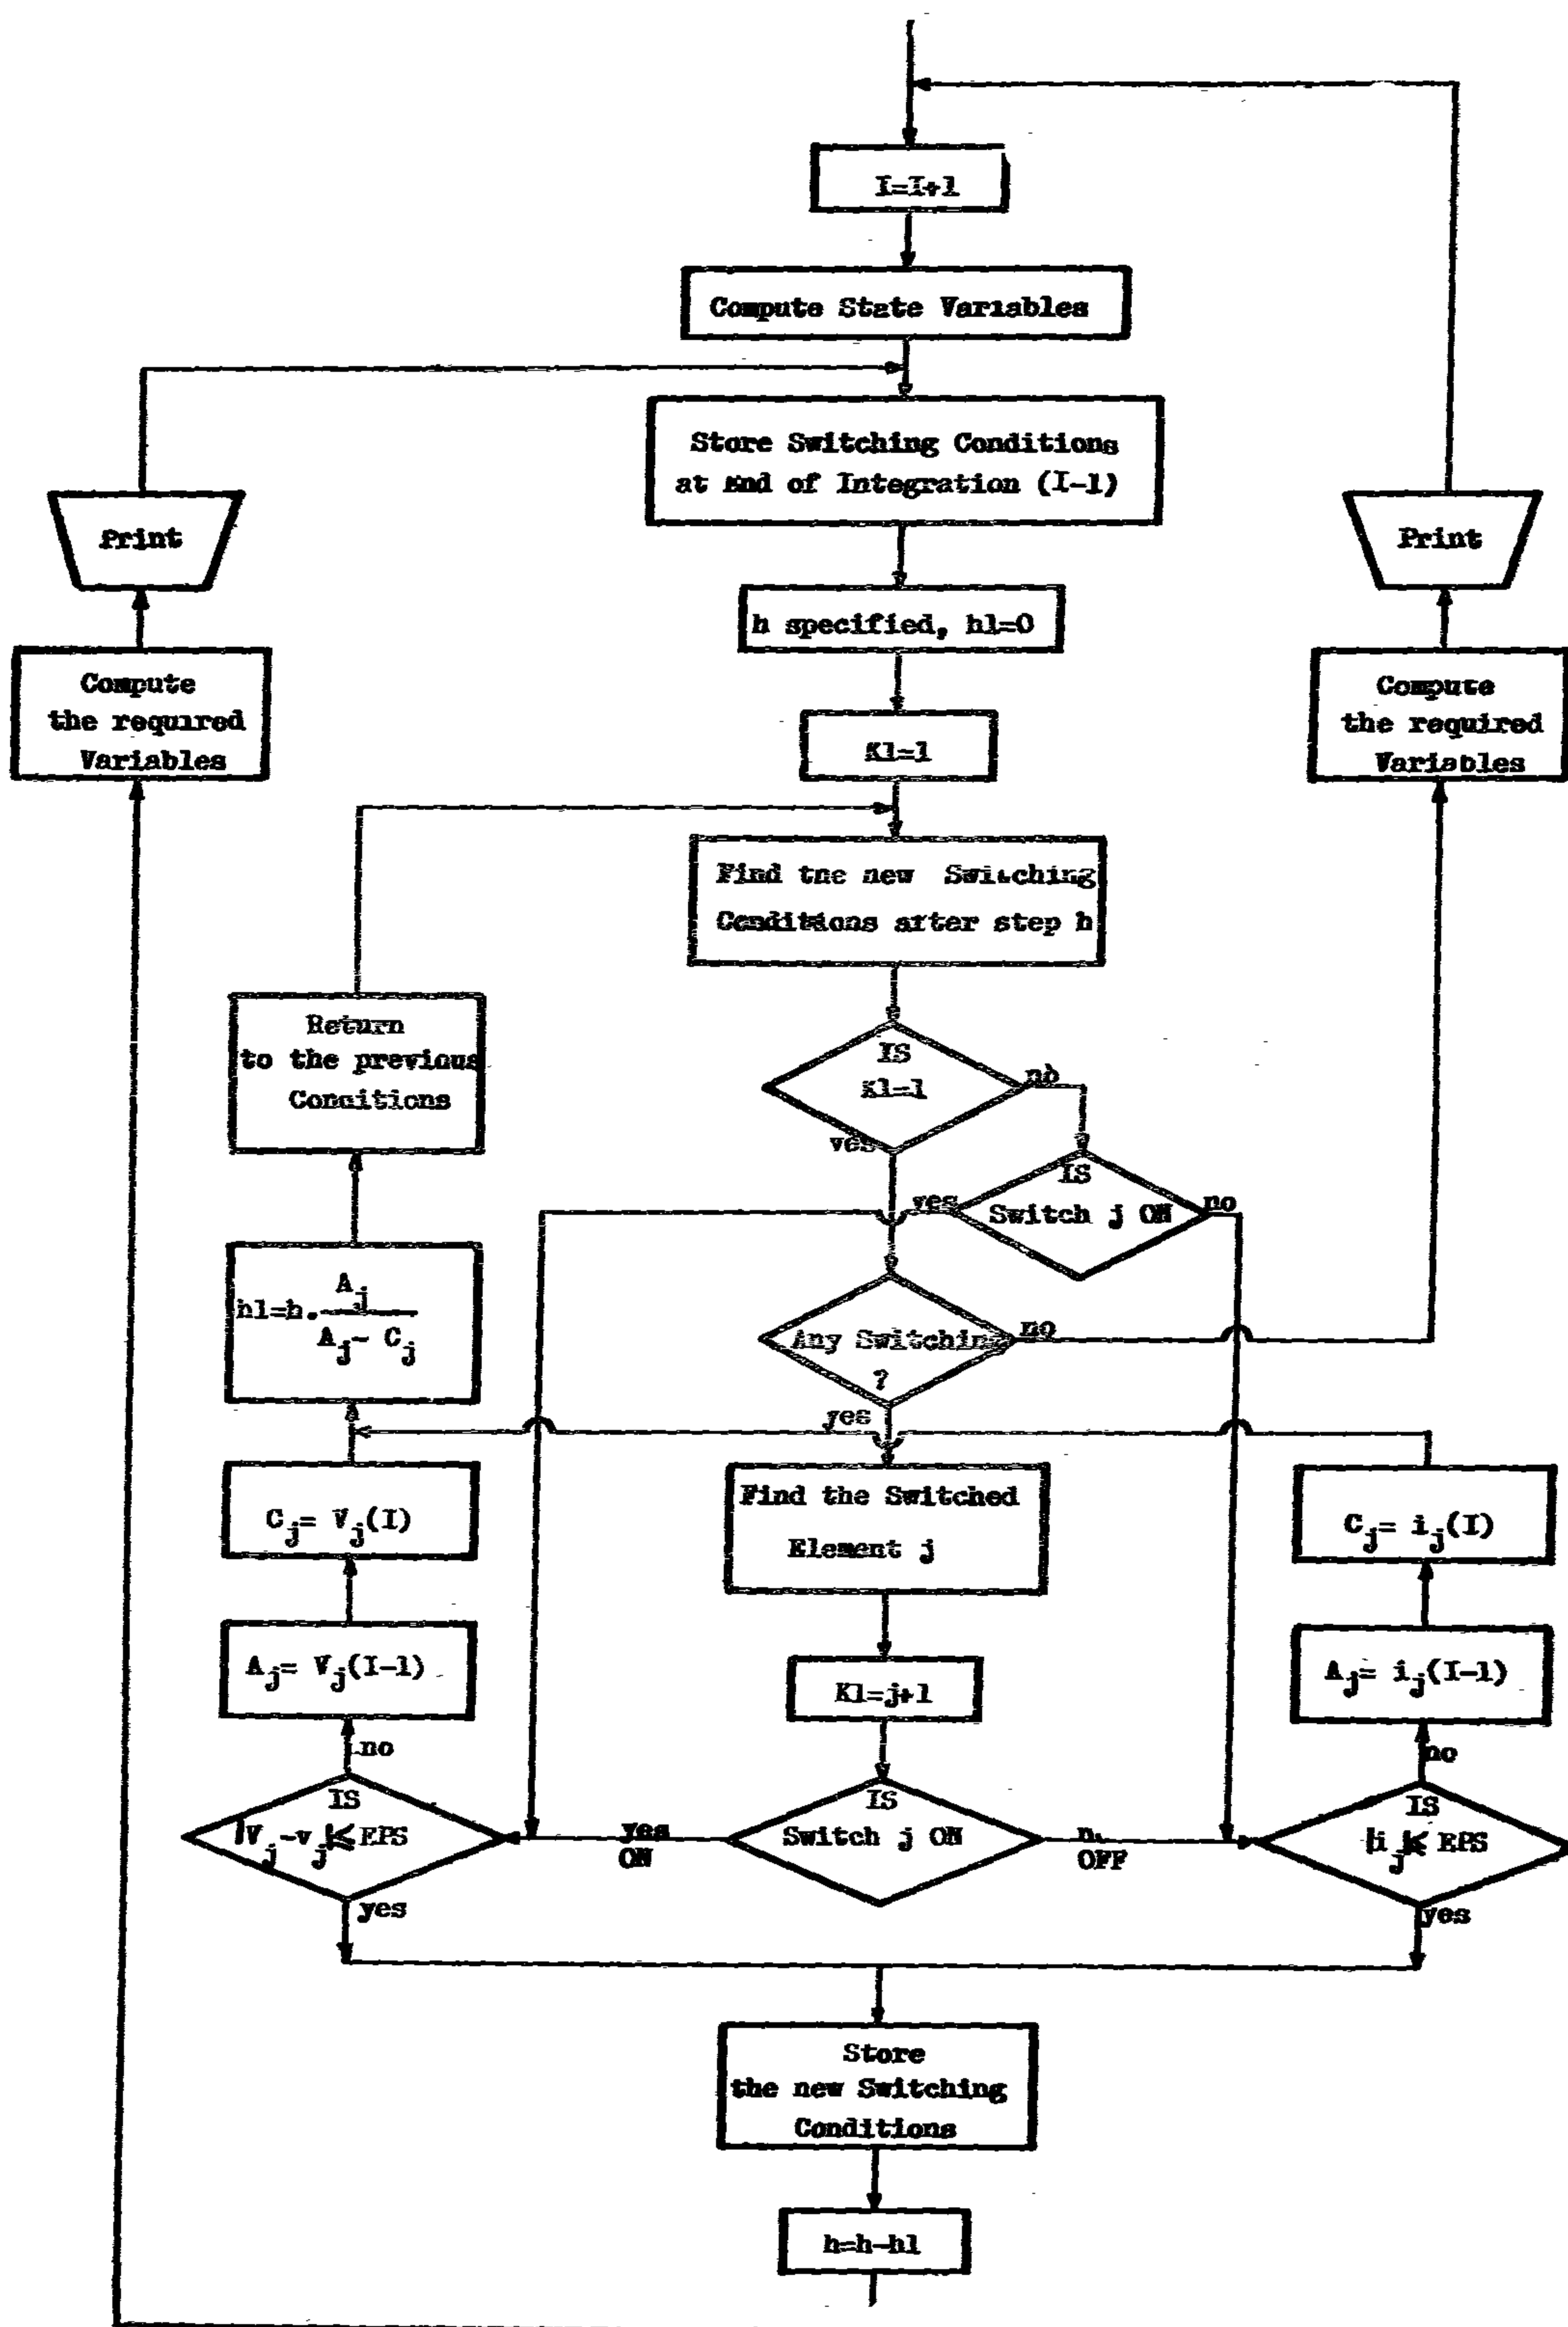 I=I+1
Compute State Variables
Store Switching Conditions
at End of Integration (I-1)
Print
Print
h specified, h1=0
Compute
the required
Variables
Compute
the required
Variables
K1=1
Find the new Switching
Conditions after step h
Return
to the previous
Conditions
IS
K1=1
no
yes
IS
Switch j ON
yes
no
h1=h. A_j
A_j - C_j
Any Switching
?
no
yes
C_j = V_j(I)
Find the Switched
Element j
C_j = i_j(I)
A_j = V_j(I-1)
K1=j+1
A_j = i_j(I-1)
no
no
IS
|V_j-v_j|≤ EPS
yes
ON
IS
Switch j ON
OFF
IS
|i_j|≤ EPS
yes
yes
Store
the new Switching
Conditions
h=h-h1